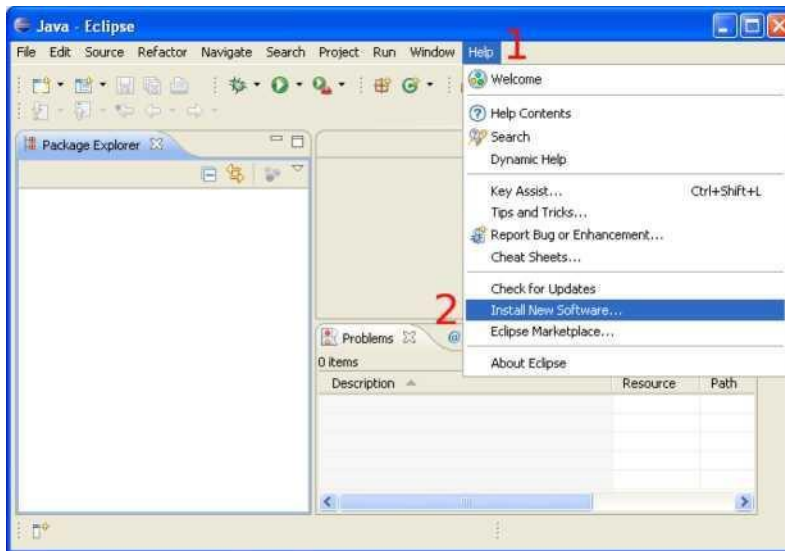 Java - Eclipse
File Edit Source Refactor Navigate Search Project Run Window Help 1
Welcome
Help Contents
Search
Dynamic Help
Key Assist... Ctrl+Shift+L
Tips and Tricks...
Report Bug or Enhancement...
Cheat Sheets...
Check for Updates
2 Install New Software...
Eclipse Marketplace...
About Eclipse
Package Explorer
Problems @
0 items
Description Resource Path